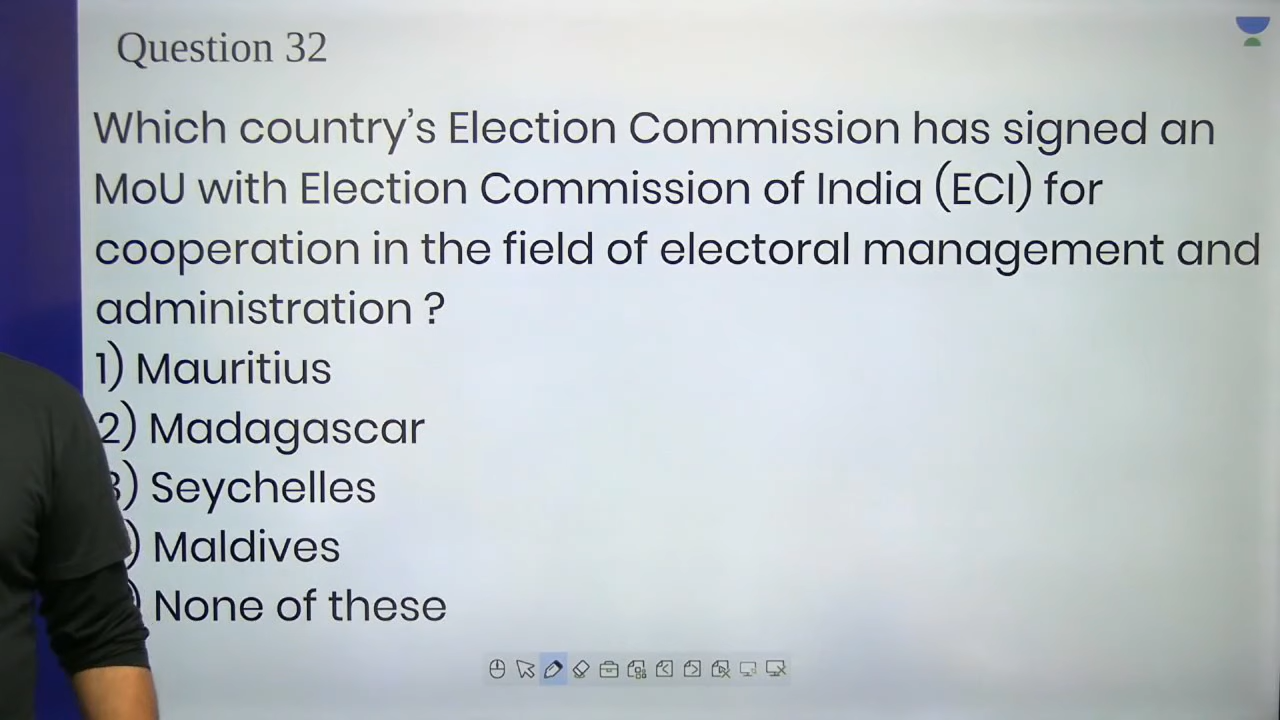 Question 32
Which country's Election Commission has signed an
MoU with Election Commission of India (ECI) for
cooperation in the field of electoral management and
administration ?
1) Mauritius
2) Madagascar
3) Seychelles
) Maldives
) None of these